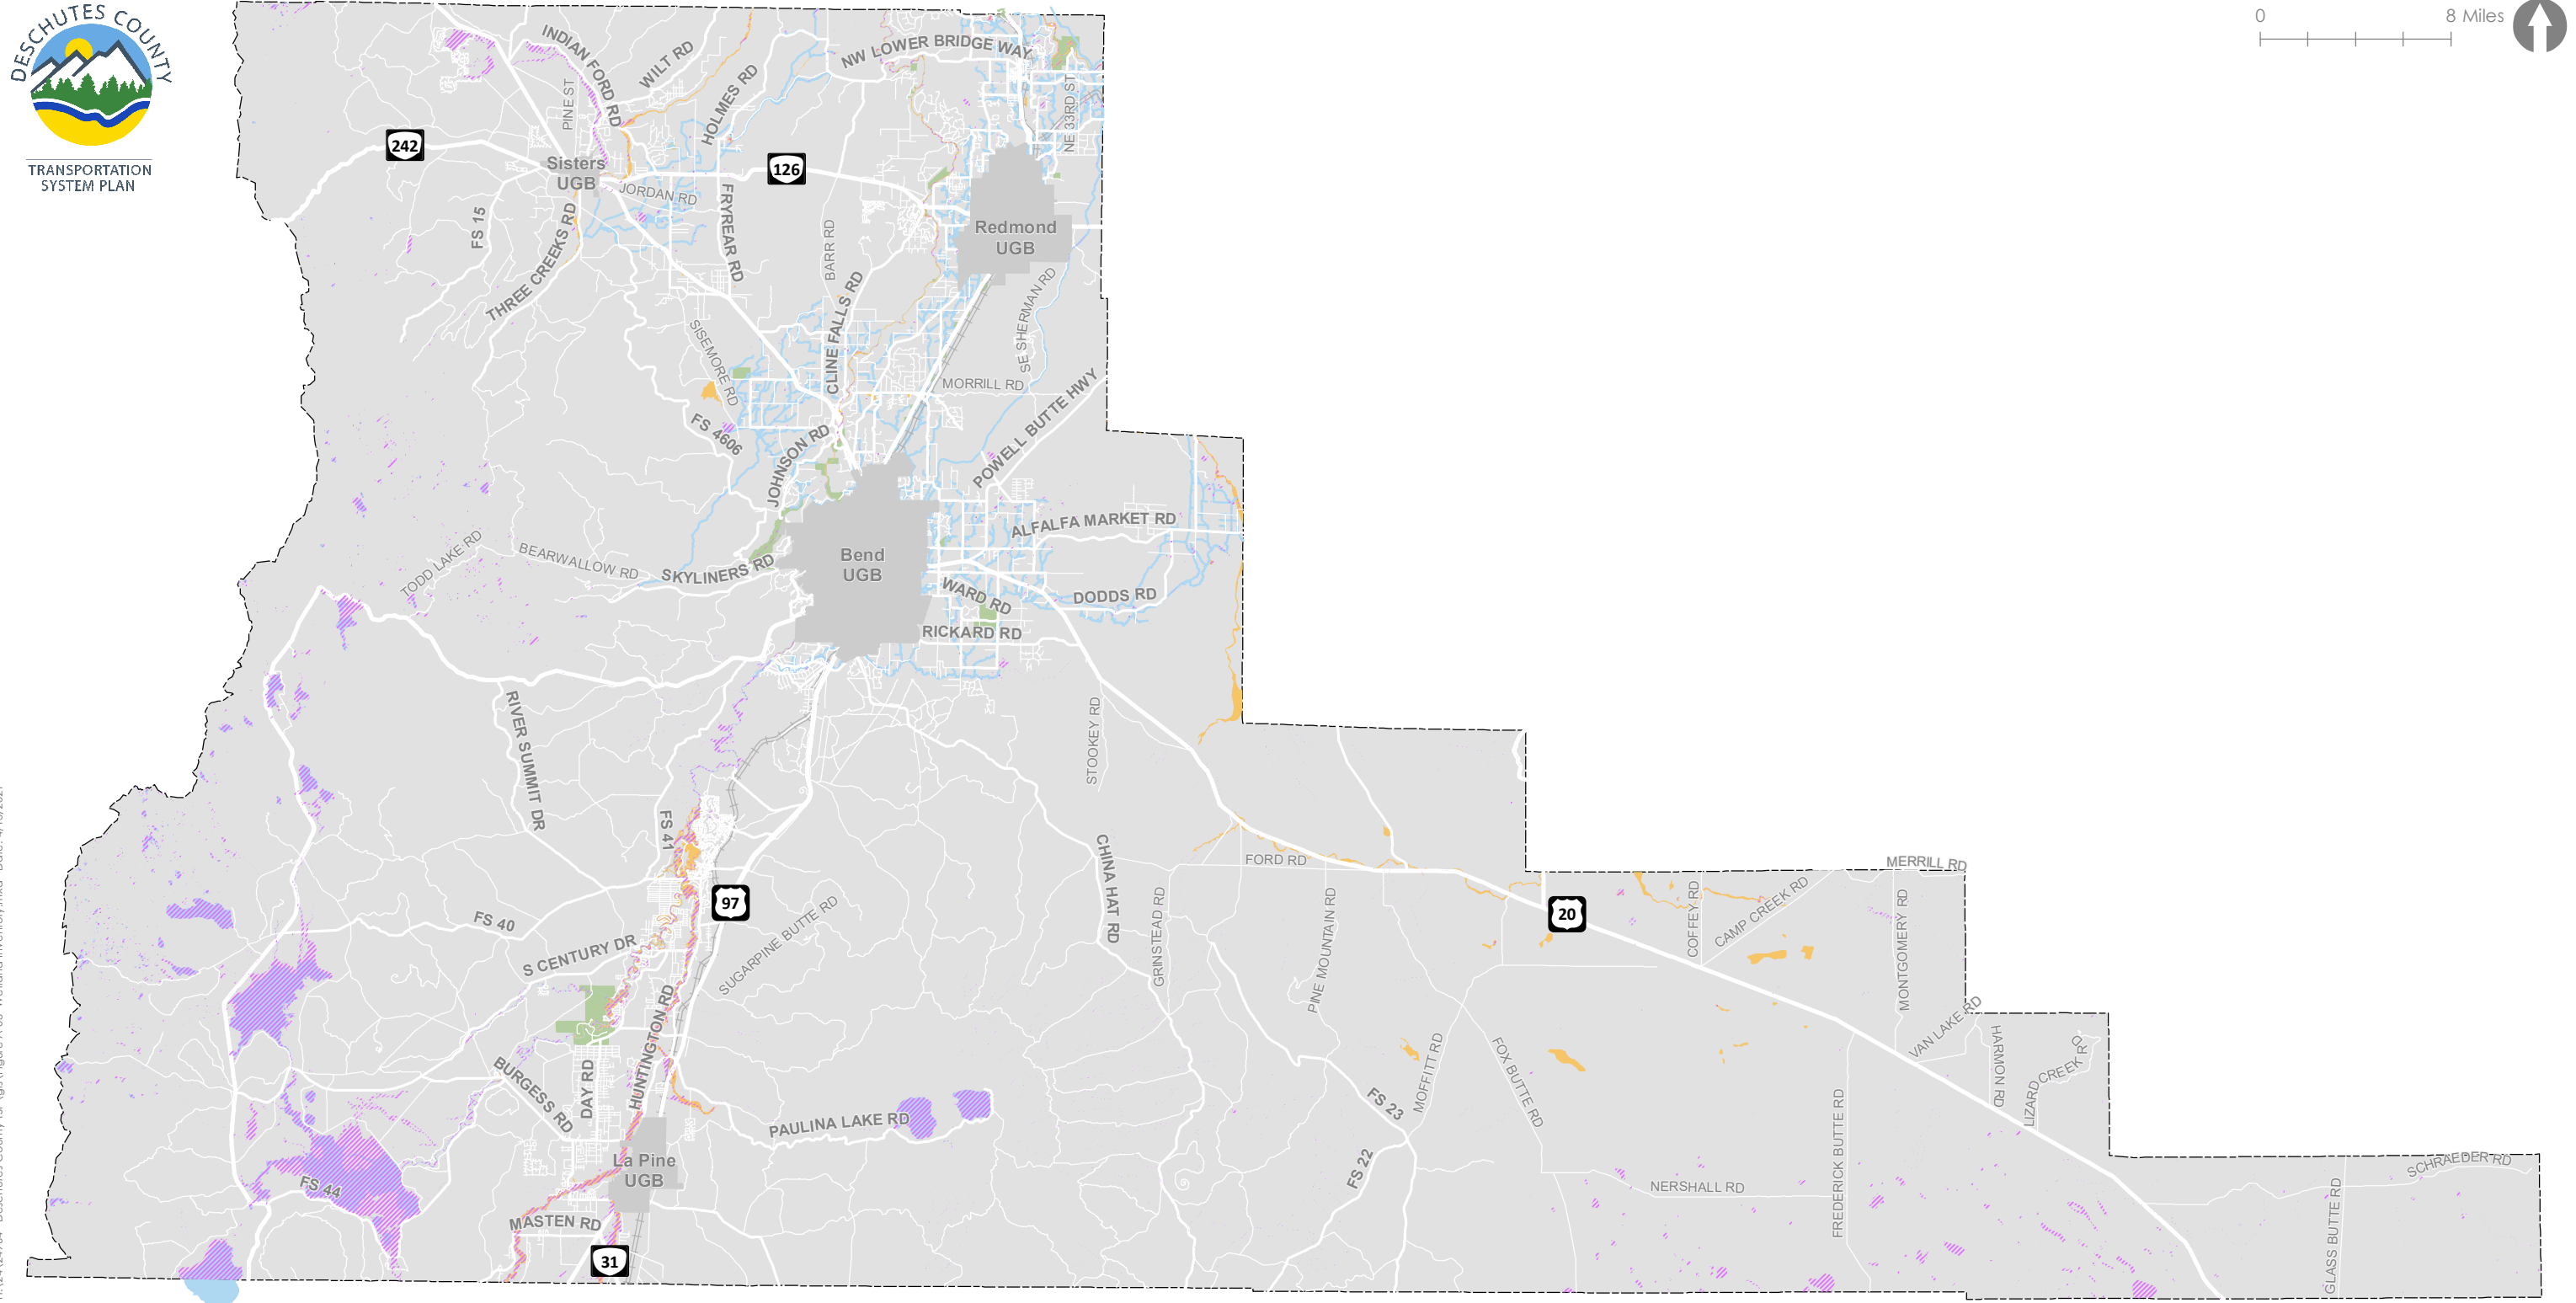 DESCHUTES COUNTY
TRANSPORTATION
SYSTEM PLAN
0
8 Miles
INDIAN FORD RD
WILT RD
NW LOWER BRIDGE WAY
PINE ST
HOLMES RD
NE 33RD ST
242
126
Sisters
UGB
JORDAN RD
FRYREAR RD
FS 15
THREE CREEKS RD
BARR RD
Redmond
UGB
CLINE FALLS RD
SE SHERMAN RD
SISEMORE RD
MORRILL RD
POWELL BUTTE HWY
FS 4606
JOHNSON RD
ALFALFA MARKET RD
TODD LAKE RD
BEARWALLOW RD
SKYLINERS RD
Bend
UGB
WARD RD
DODDS RD
RICKARD RD
RIVER SUMMIT DR
STOOKEY RD
FS 41
CHINA HAT RD
FORD RD
MERRILL RD
97
20
FS 40
S CENTURY DR
SUGARPINE BUTTE RD
GRINSTEAD RD
PINE MOUNTAIN RD
COFFEY RD
CAMP CREEK RD
MONTGOMERY RD
HUNTINGTON RD
VAN LAKE RD
BURGESS RD
DAY RD
MOFFITT RD
FOX BUTTE RD
HARMON RD
LIZARD CREEK RD
PAULINA LAKE RD
FS 23
FREDERICK BUTTE RD
La Pine
UGB
FS 44
FS 22
NERSHALL RD
SCHRAEDER RD
GLASS BUTTE RD
MASTEN RD
31